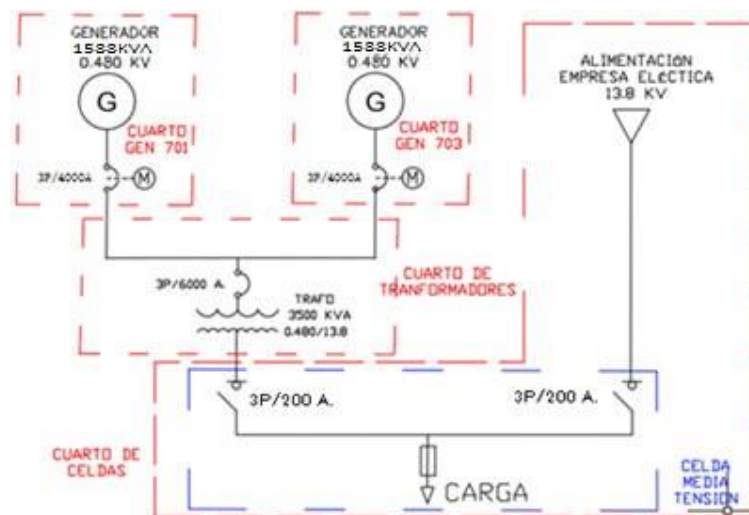 GENERADOR
1588KVA
0.480 KV
G
CUARTO
GEN 701
3P/4000A
M
GENERADOR
1588KVA
0.480 KV
G
CUARTO
GEN 703
3P/4000A
M
ALIMENTACIÓN
EMPRESA ELÉCTICA
13.8 KV
3P/6000 A.
TRAFO
3500 KVA
0.480/13.8
CUARTO DE
TRANFORMADORES
3P/200 A.
3P/200 A.
CUARTO DE
CELDAS
CARGA
CELDA
MEDIA
TENSION